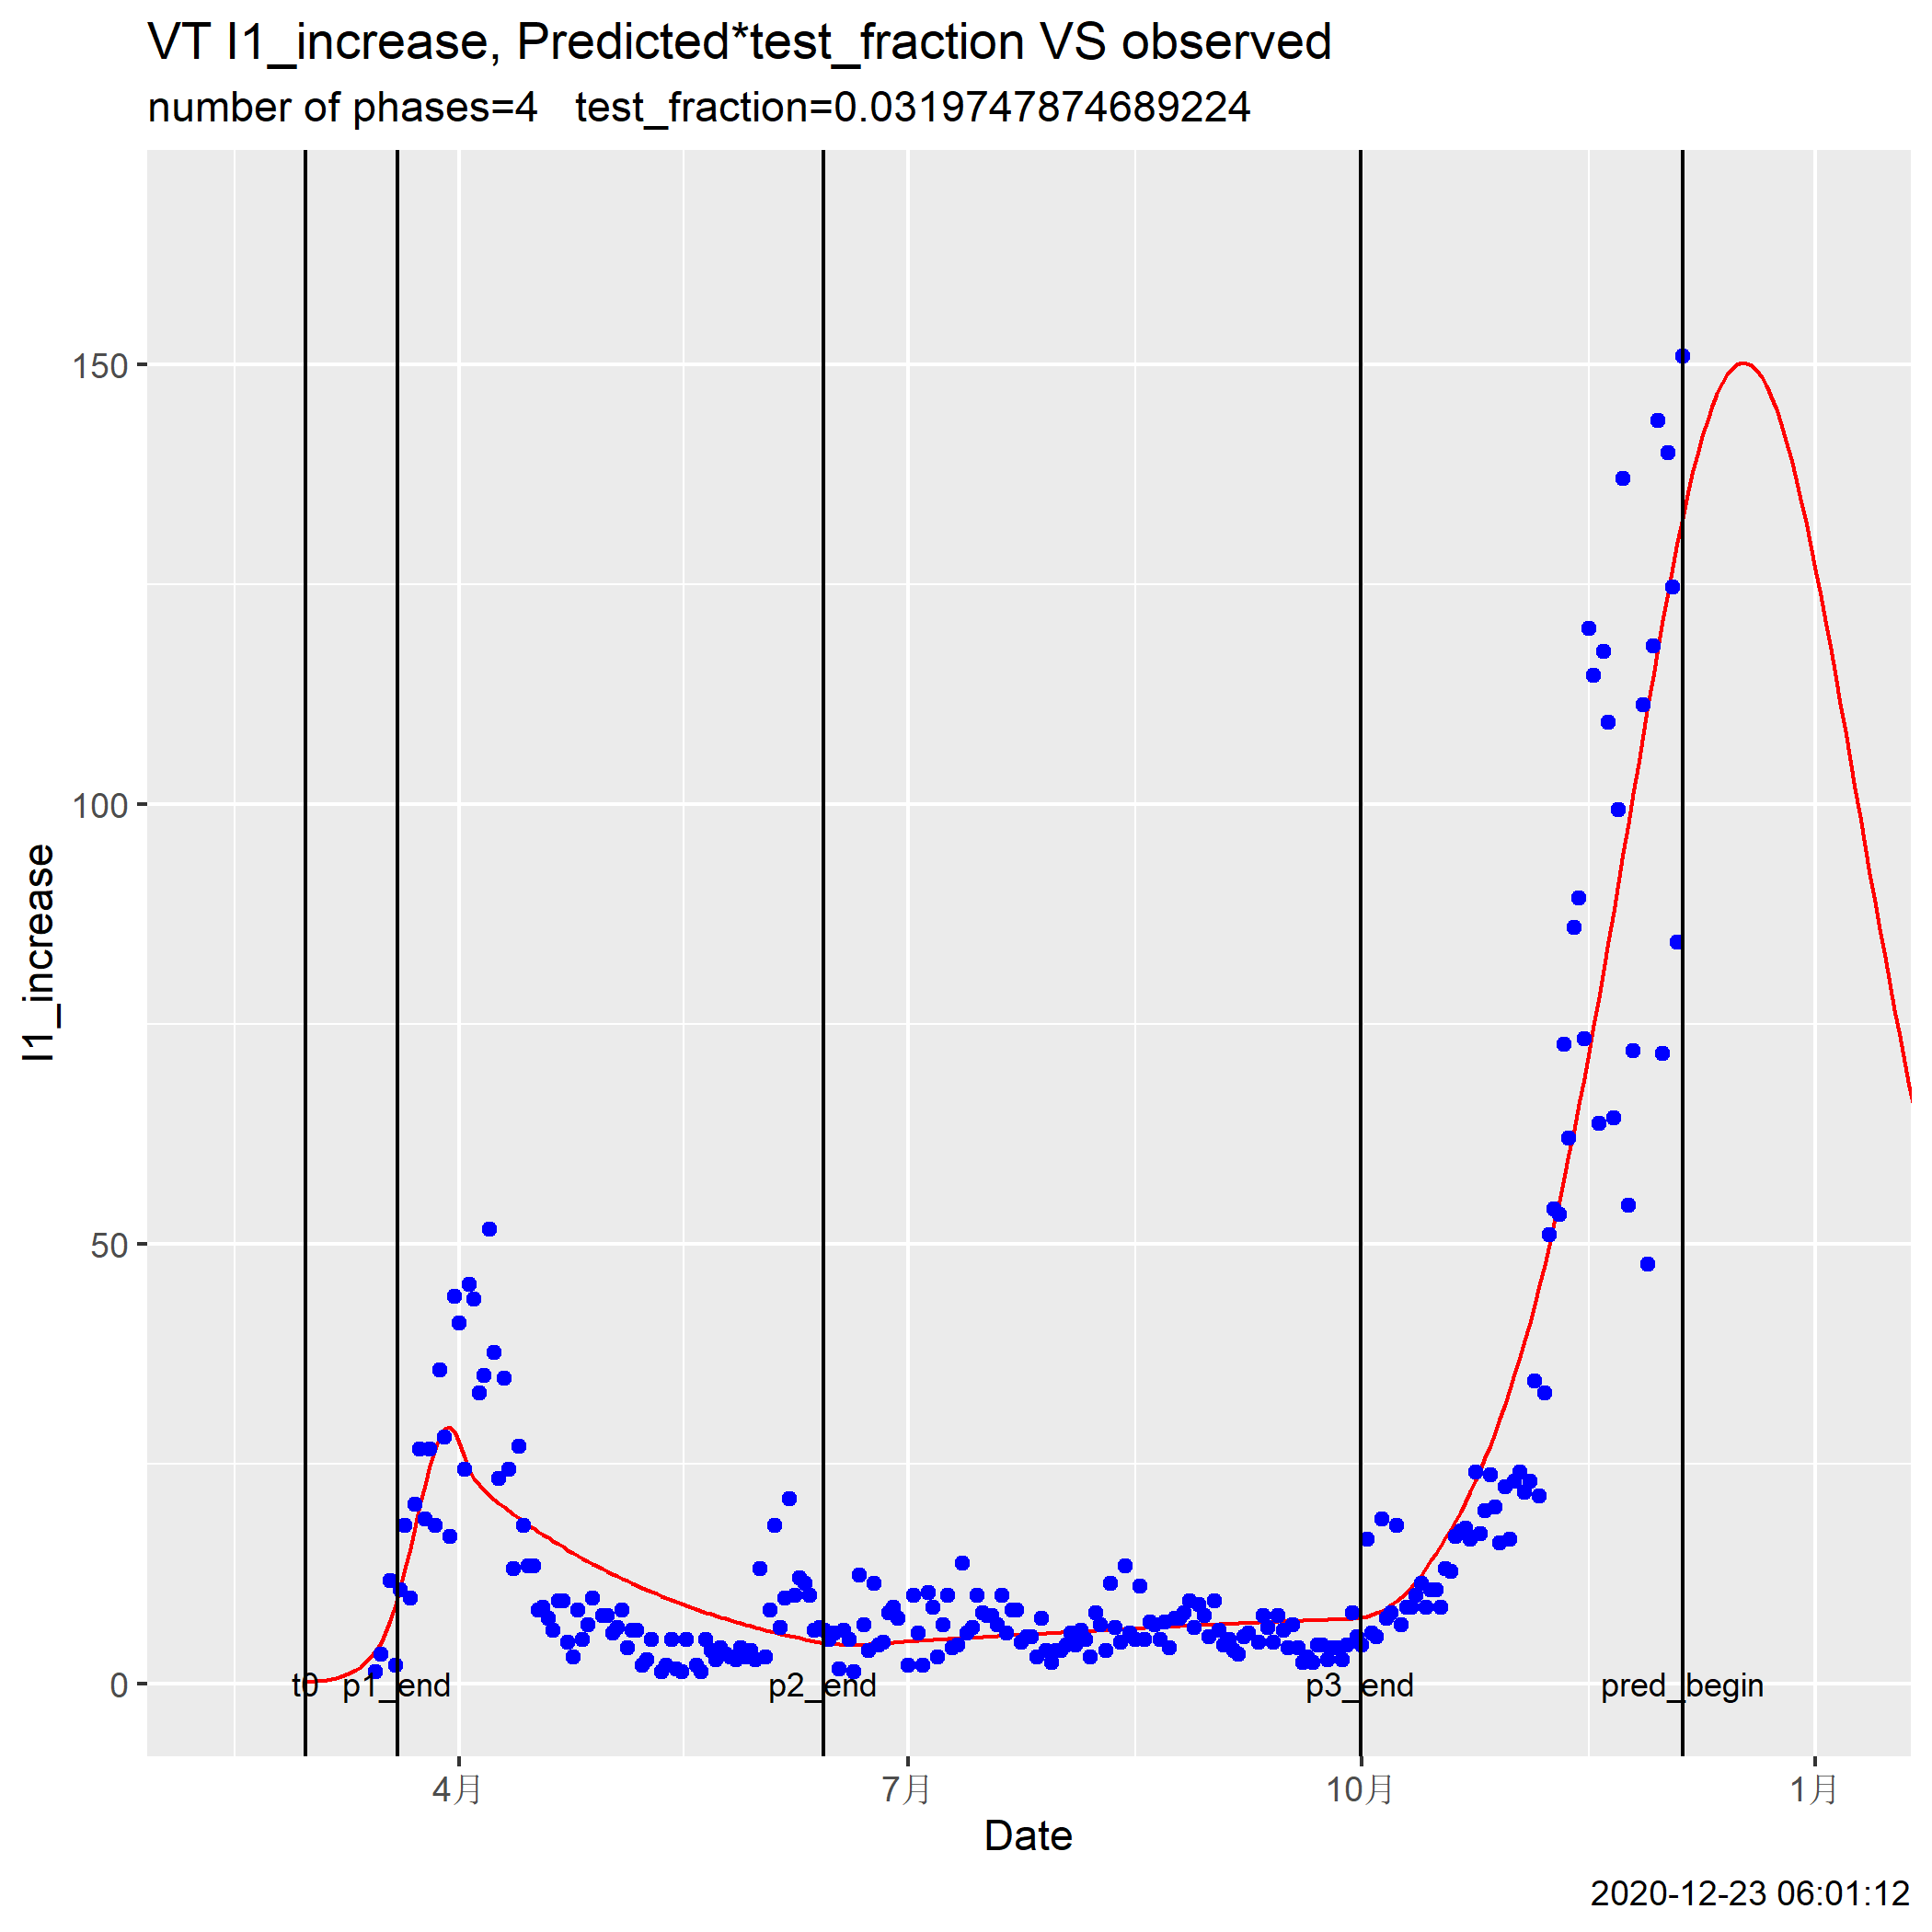 VT I1_increase, Predicted*test_fraction VS observed
number of phases=4 test_fraction=0.0319747874689224
150
100
50
0
I1_increase
t0 p1_end p2_end p3_end pred_begin
4月 7月 10月 1月
Date
2020-12-23 06:01:12